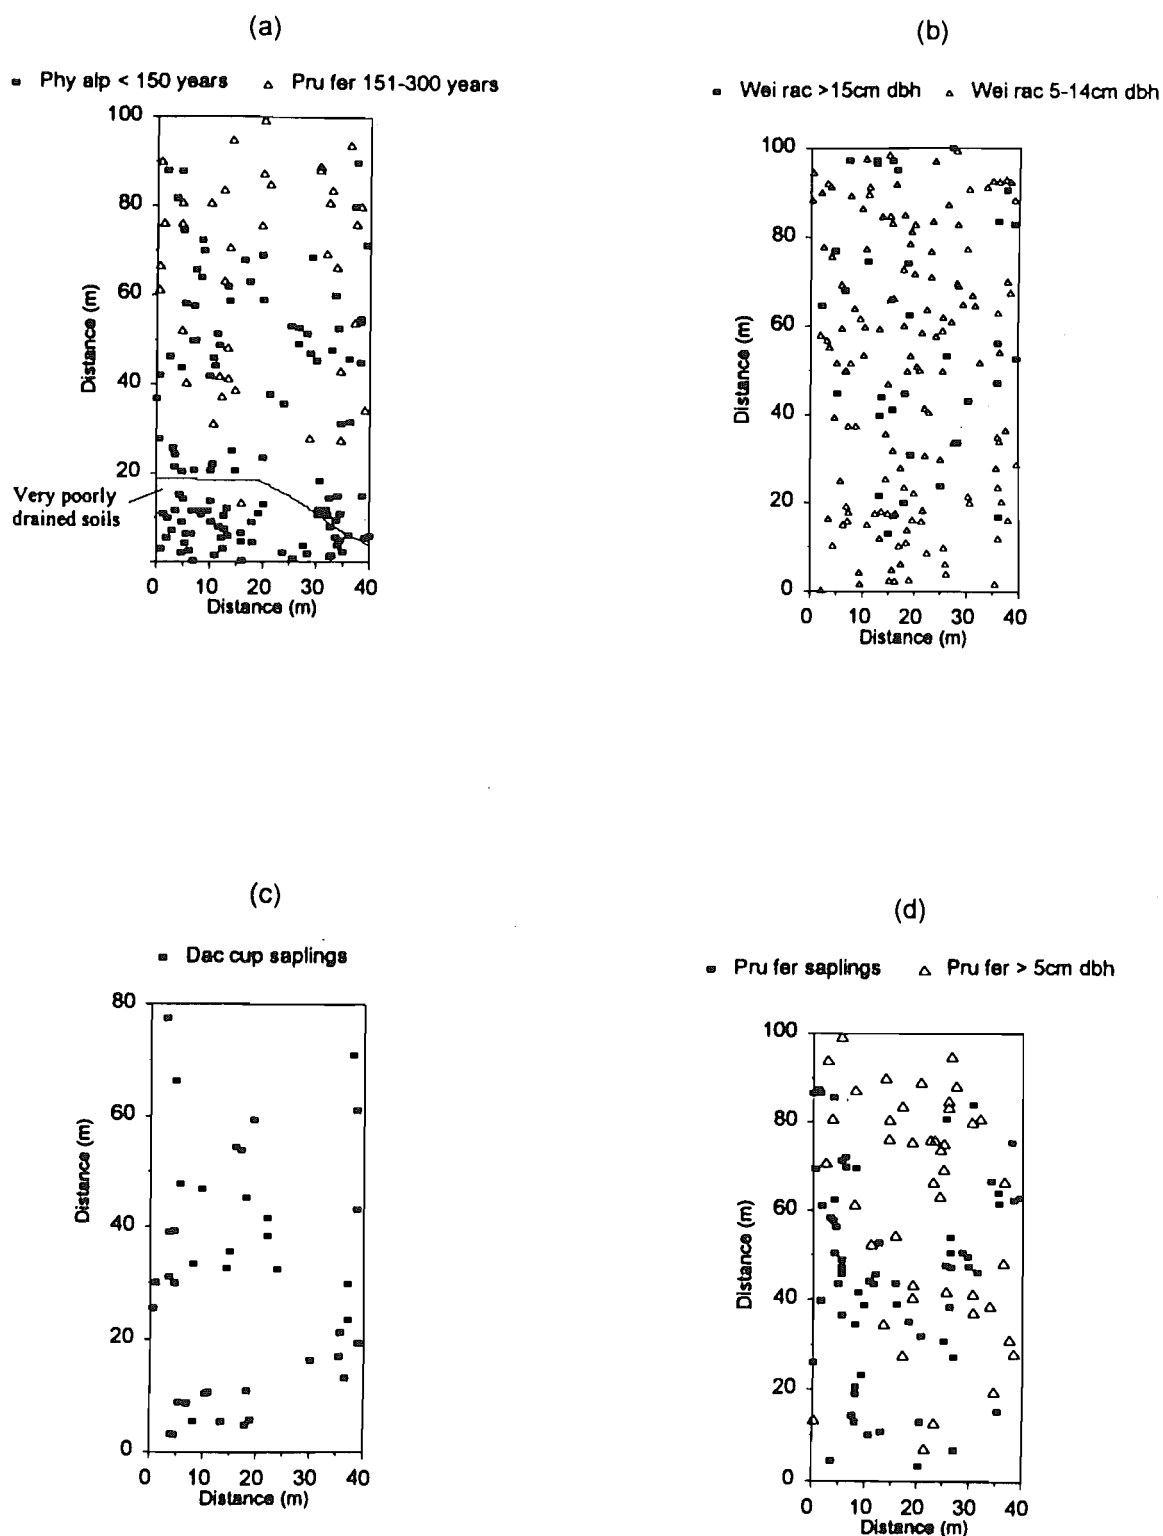 (a)
Phy alp < 150 years Pru fer 151-300 years
100
80
60
40
20
0 10 20 30 40
Distance (m)
Distance (m)
Very poorly
drained soils
(b)
Wei rac >15cm dbh Wei rac 5-14cm dbh
100
80
60
40
20
0
0 10 20 30 40
Distance (m)
Distance (m)
(c)
Dac cup saplings
80
60
40
20
0
0 10 20 30 40
Distance (m)
Distance (m)
(d)
Pru fer saplings Pru fer > 5cm dbh
100
80
60
40
20
0
0 10 20 30 40
Distance (m)
Distance (m)